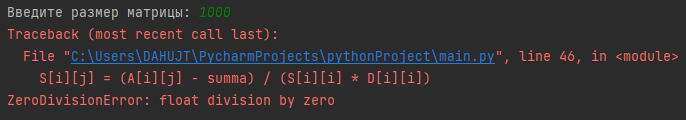 Введите размер матрицы: 1000
Traceback (most recent call last):
  File "C:\Users\DAHUJT\PycharmProjects\pythonProject\main.py", line 46, in <module>
    S[i][j] = (A[i][j] - summa) / (S[i][i] * D[i][i])
ZeroDivisionError: float division by zero